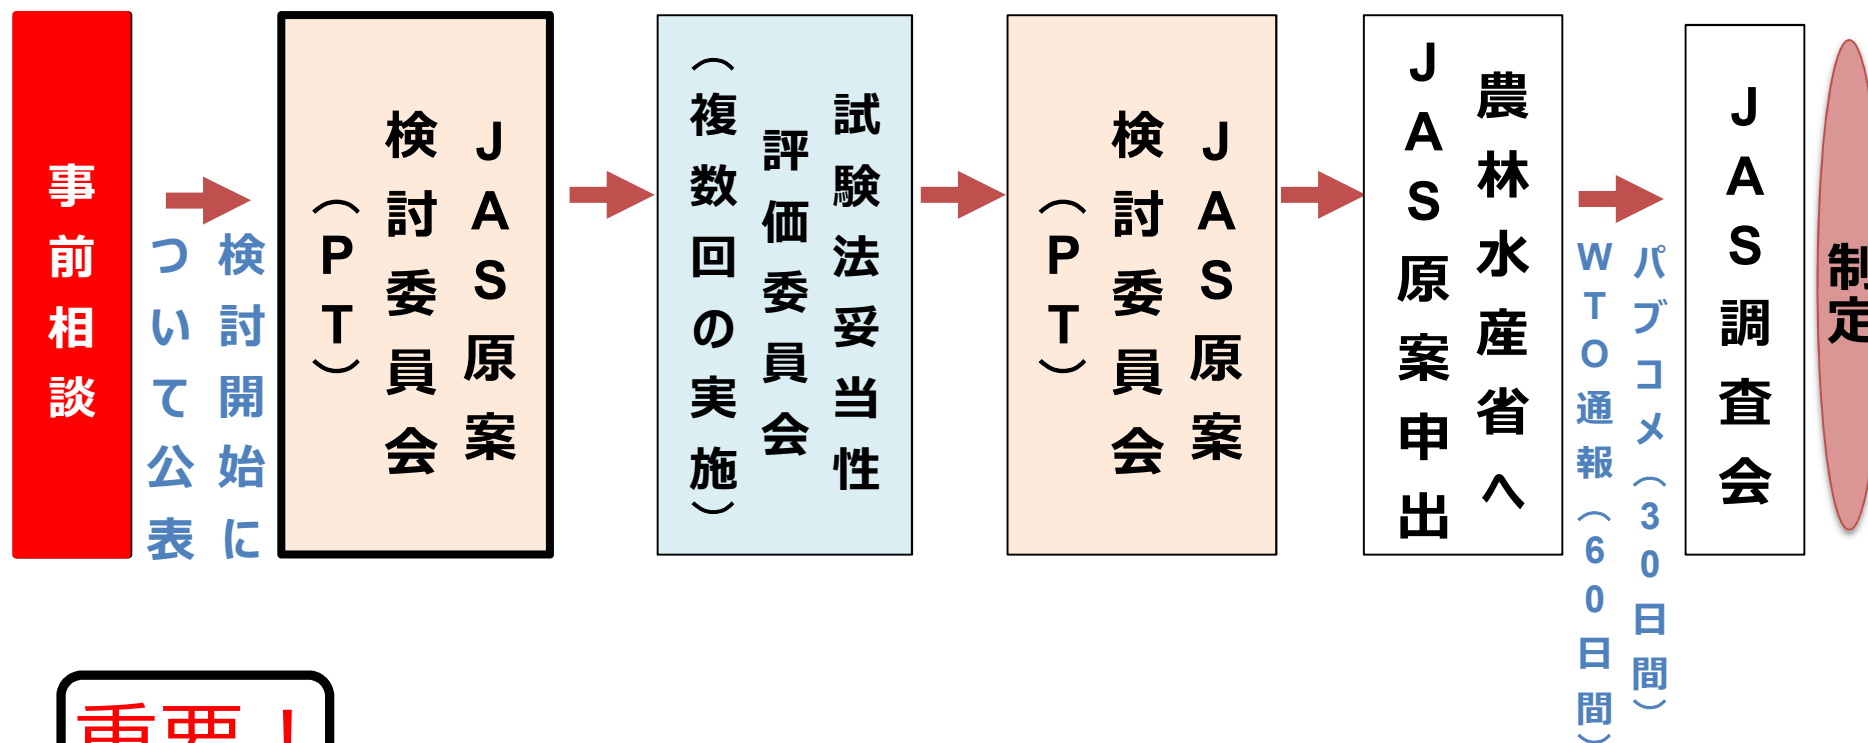 事前相談
検討開始に
ついて公表
JAS原案
検討委員会
（PT）
試験法妥当性
評価委員会
（複数回の実施）
JAS原案
検討委員会
（PT）
農林水産省へ
JAS原案申出
パブコメ（30日間）
WTO通報（60日間）
JAS調査会
制定
重要！